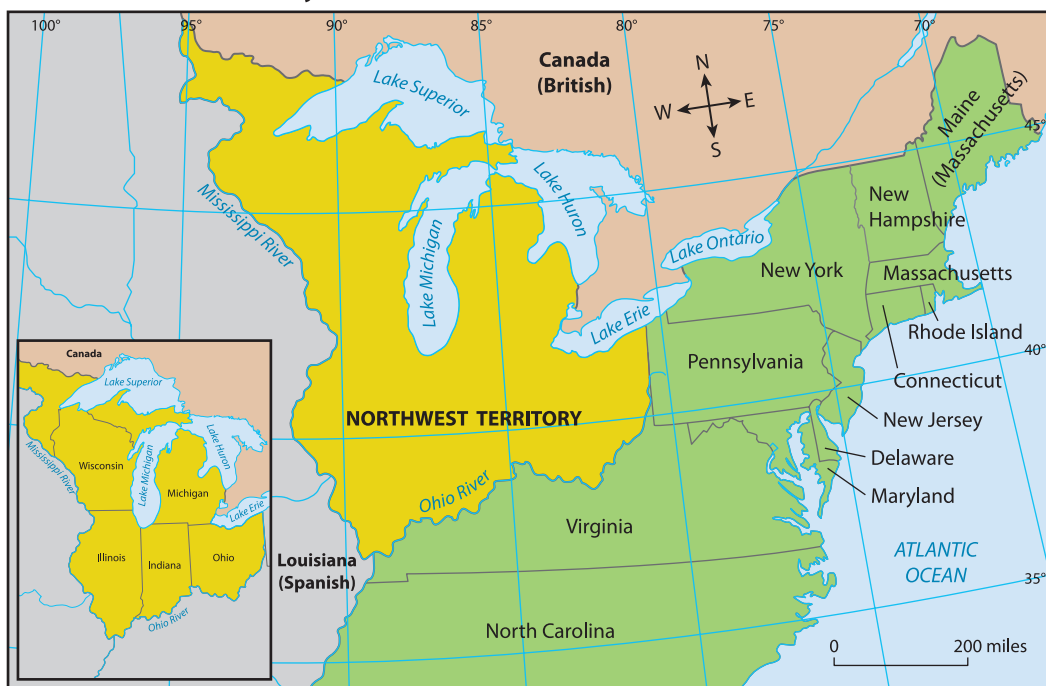 100°
95°
90°
85°
80°
75°
70°
Canada
(British)
N
W
E
S
Lake Superior
Maine
(Massachusetts)
45°
Mississippi River
Lake Huron
Lake Michigan
New
Hampshire
Lake Ontario
New York
Massachusetts
Lake Erie
Rhode Island
40°
Pennsylvania
Connecticut
NORTHWEST TERRITORY
New Jersey
Delaware
Maryland
Ohio River
Virginia
Louisiana
(Spanish)
ATLANTIC
OCEAN
35°
North Carolina
0
200 miles
Canada
Lake Superior
Mississippi River
Wisconsin
Lake Michigan
Lake Huron
Michigan
Lake Erie
Illinois
Indiana
Ohio
Ohio River